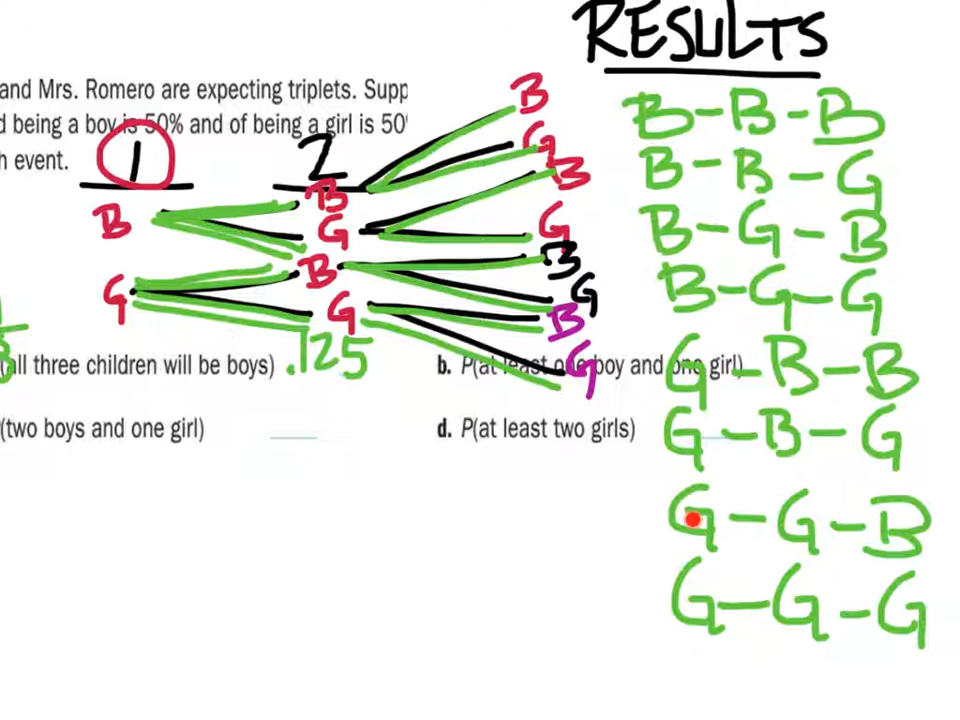 RESULTS
and Mrs. Romero are expecting triplets. Supp
d being a boy is 50% and of being a girl is 50
h event.
1
2
B
G
B
G
B
G
B
G
B
G
B
G
B
G
B-B-B
B-B-G
B-G-B
B-G-G
G-B-B
G-B-G
G-G-B
G-G-G
all three children will be boys) .125
b. P(at least one boy and one girl)
(two boys and one girl)
d. P(at least two girls)